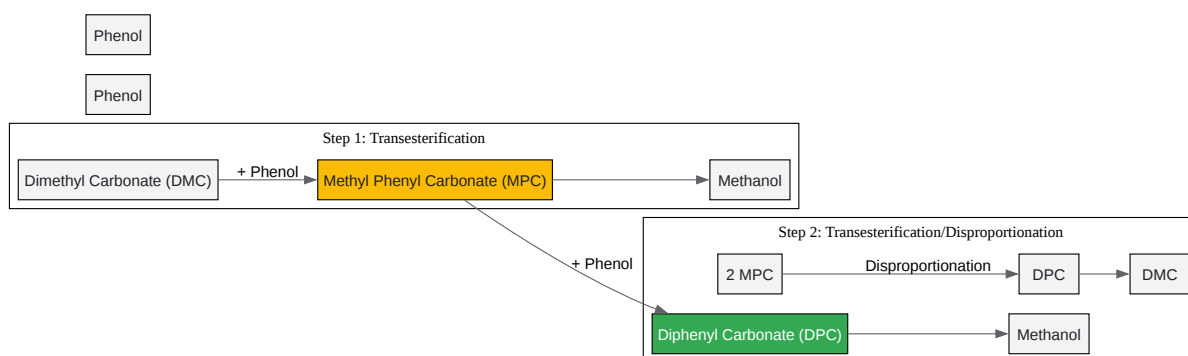 Phenol
Phenol
Step 1: Transesterification
Dimethyl Carbonate (DMC)
+ Phenol
Methyl Phenyl Carbonate (MPC)
Methanol
Step 2: Transesterification/Disproportionation
+ Phenol
2 MPC
Disproportionation
DPC
DMC
Diphenyl Carbonate (DPC)
Methanol